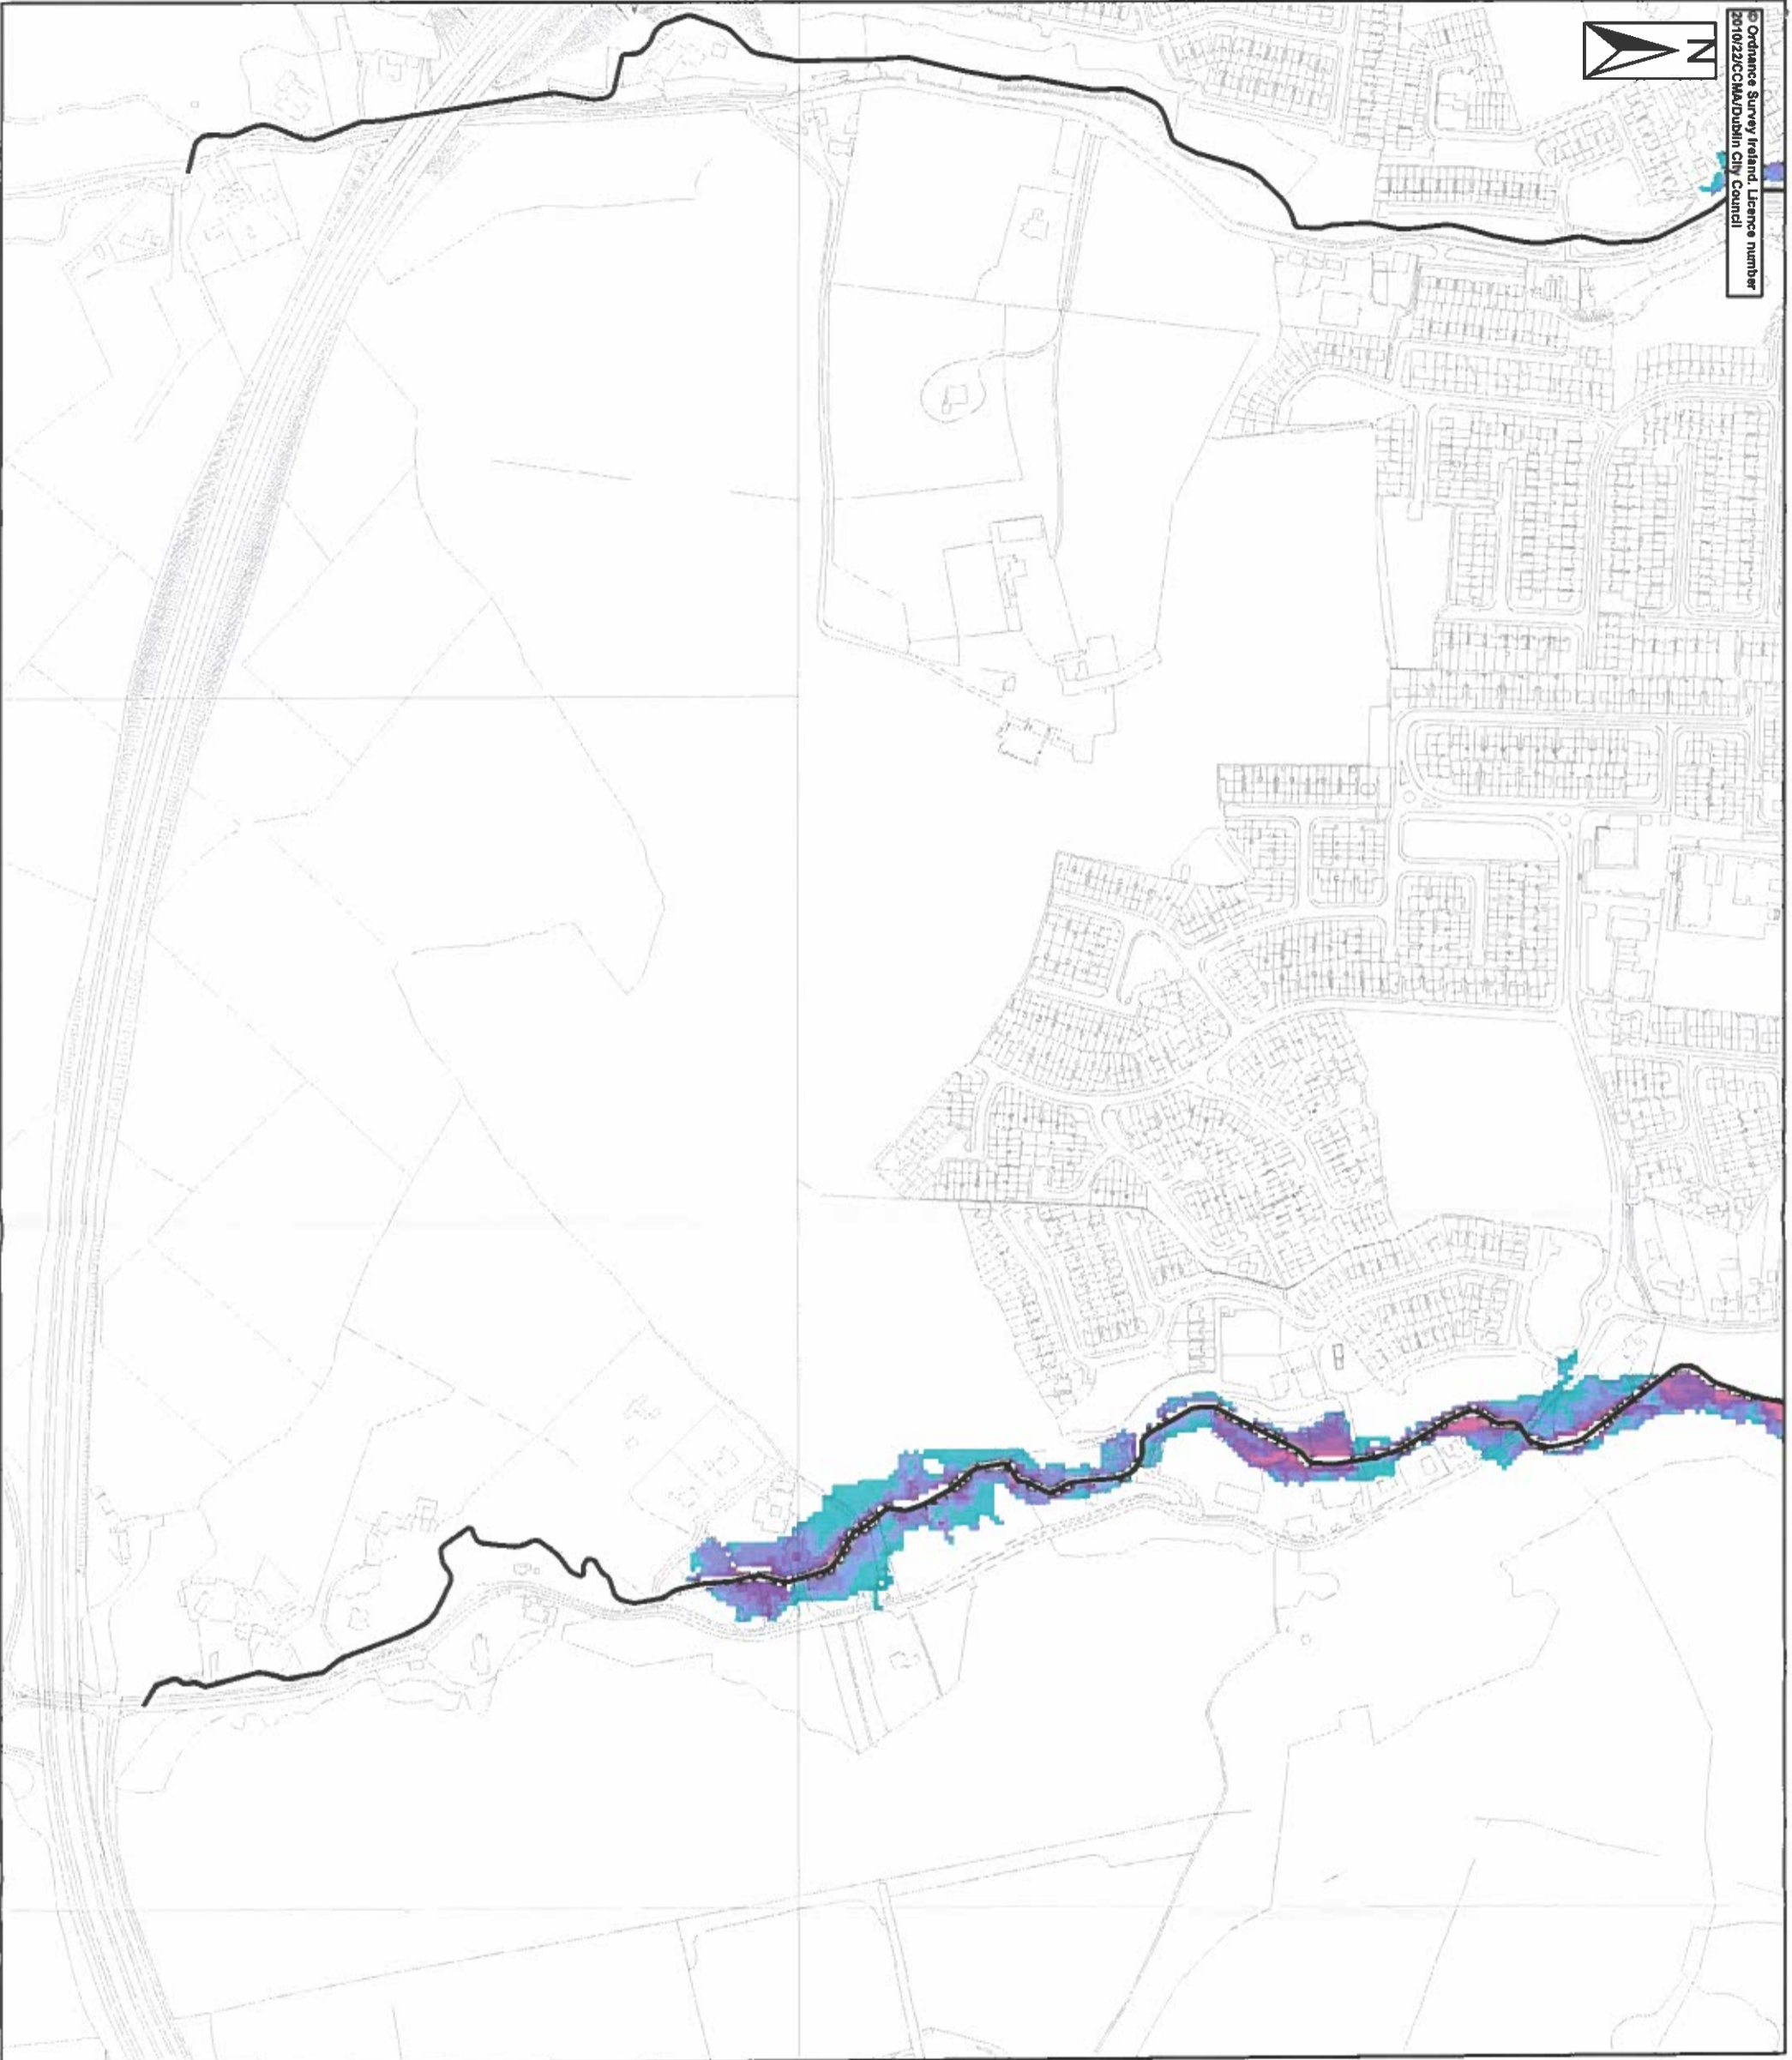 © Ordnance Survey Ireland. Licence number
2010/22/CCMA/Dublin City Council
N